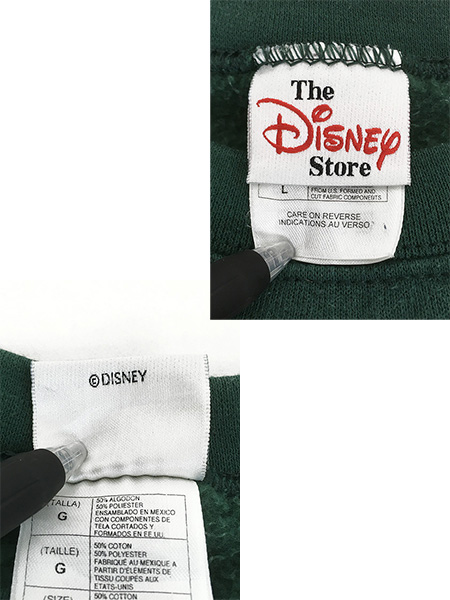 The
Disney
Store
L
FROM U.S. FORMED AND
CUT FABRIC COMPONENTS
CARE ON REVERSE
INDICATIONS AU VERSO
©DISNEY
(TALLA)
G
50% ALGODON
50% POLIESTER
ENSAMBLADO EN MEXICO
CON COMPONENTES DE
TELA CORTADOS Y
FORMADOS EN EE.UU.
(TAILLE)
G
50% COTON
50% POLYESTER
FABRIQUÉ AU MEXIQUE A
PARTIR D'ÉLÉMENTS DE
TISSU COUPÉS AUX
ETATS-UNIS
(SIZE)
50% COTTON